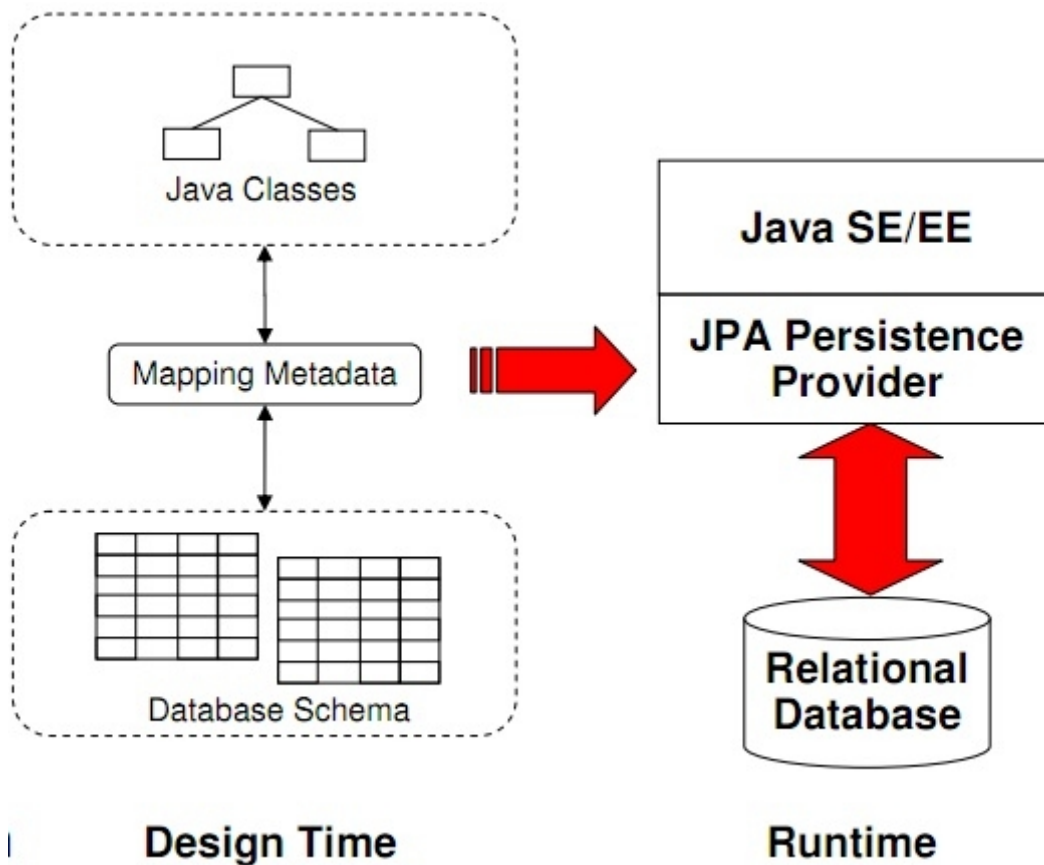 Java Classes
Mapping Metadata
Database Schema
Design Time
Java SE/EE
JPA Persistence
Provider
Relational
Database
Runtime